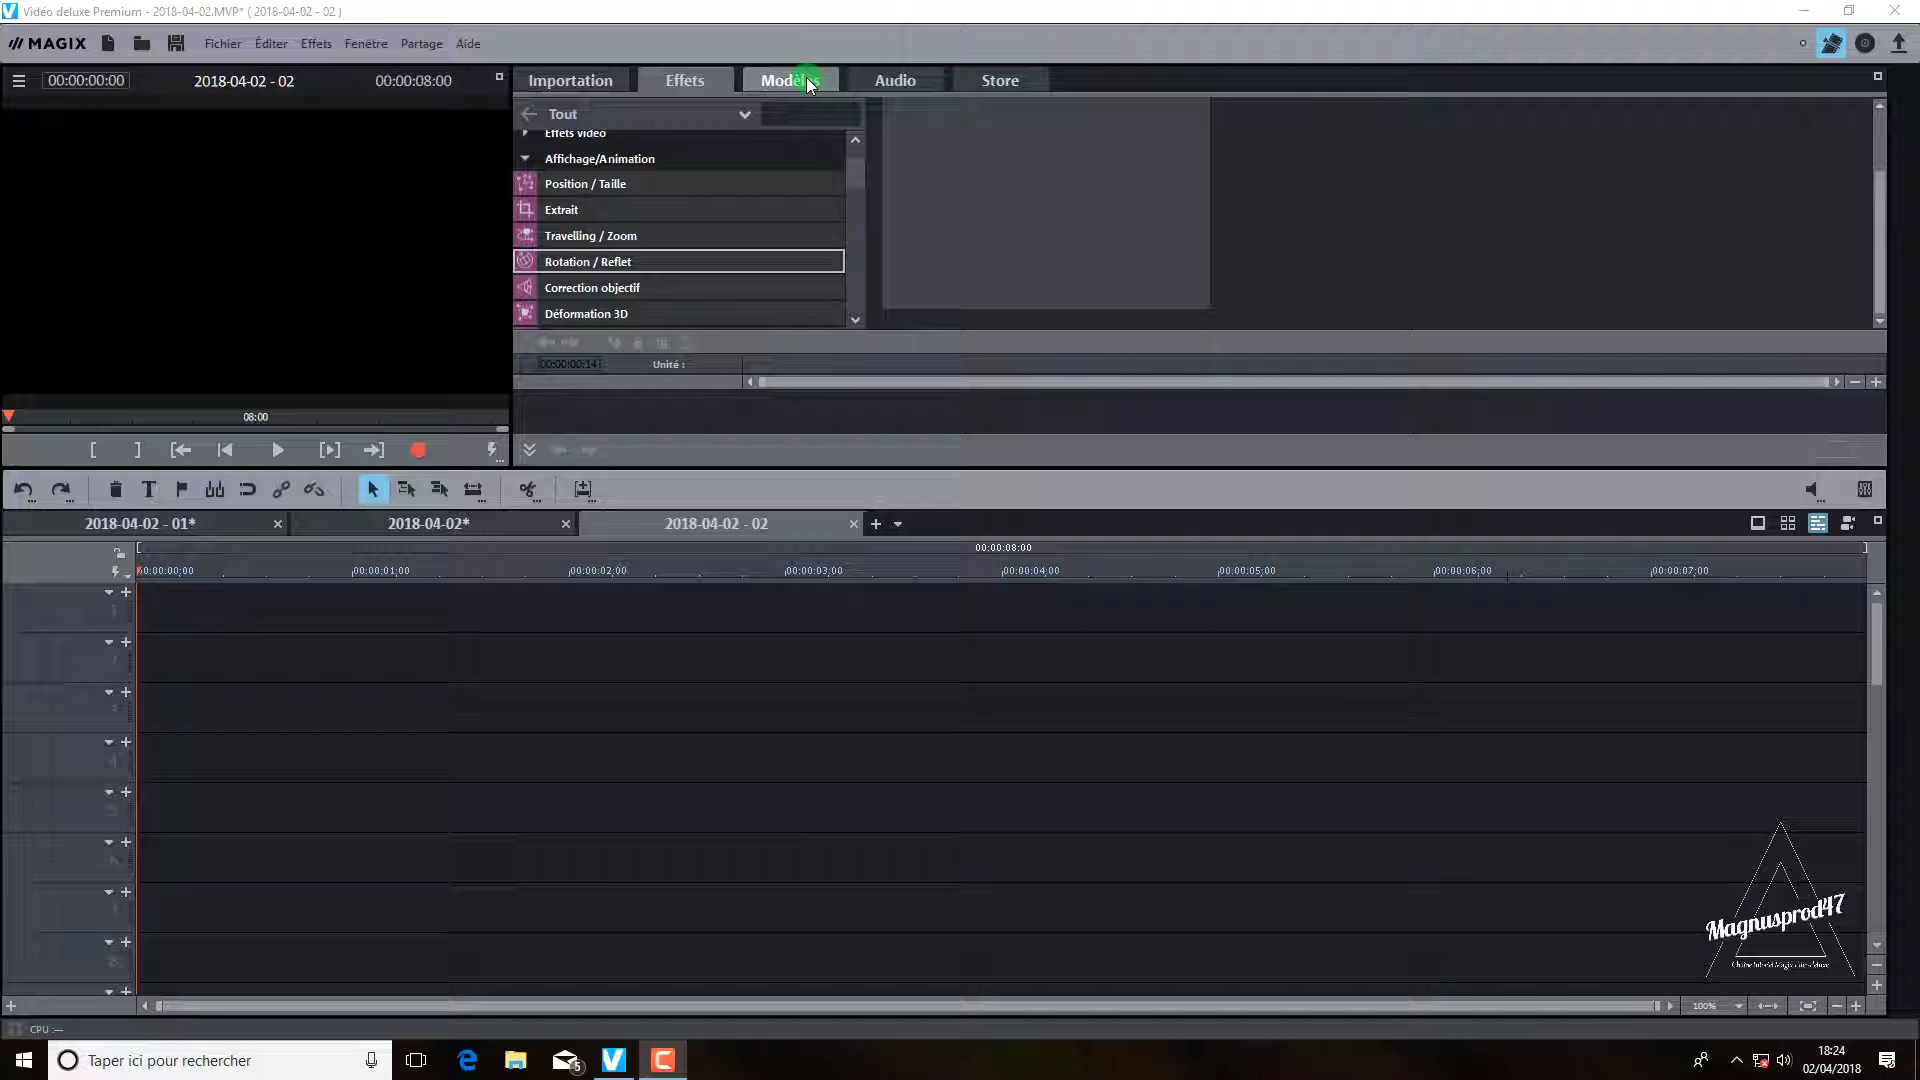 Vidéo deluxe Premium - 2018-04-02.MVP* ( 2018-04-02 - 02 )
MAGIX
Fichier Éditer Effets Fenêtre Partage Aide
00:00:00:00 2018-04-02 - 02 00:00:08:00
Importation Effets Modèles Audio Store
Tout
Effets vidéo
Affichage/Animation
Position / Taille
Extrait
Travelling / Zoom
Rotation / Reflet
Correction objectif
Déformation 3D
00:00:00:14 Unité :
08:00
2018-04-02 - 01* 2018-04-02* 2018-04-02 - 02
00:00:08:00
00:00:00;00 00:00:01;00 00:00:02;00 00:00:03;00 00:00:04;00 00:00:05;00 00:00:06;00 00:00:07;00
Magnusprod47
100%
CPU :--
Taper ici pour rechercher
5
18:24
02/04/2018